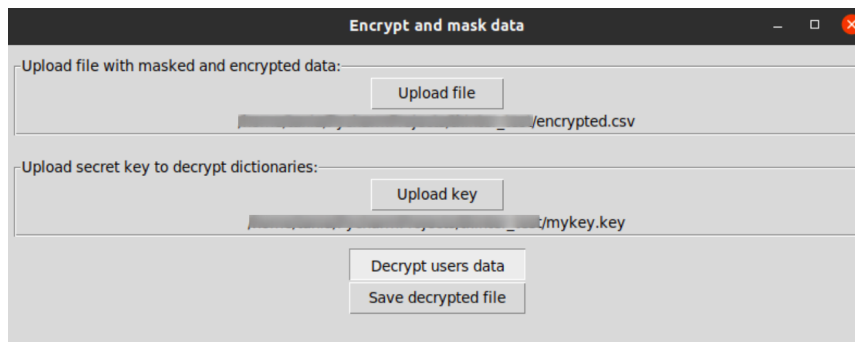 Encrypt and mask data
Upload file with masked and encrypted data:
Upload file
/encrypted.csv
Upload secret key to decrypt dictionaries:
Upload key
/mykey.key
Decrypt users data
Save decrypted file